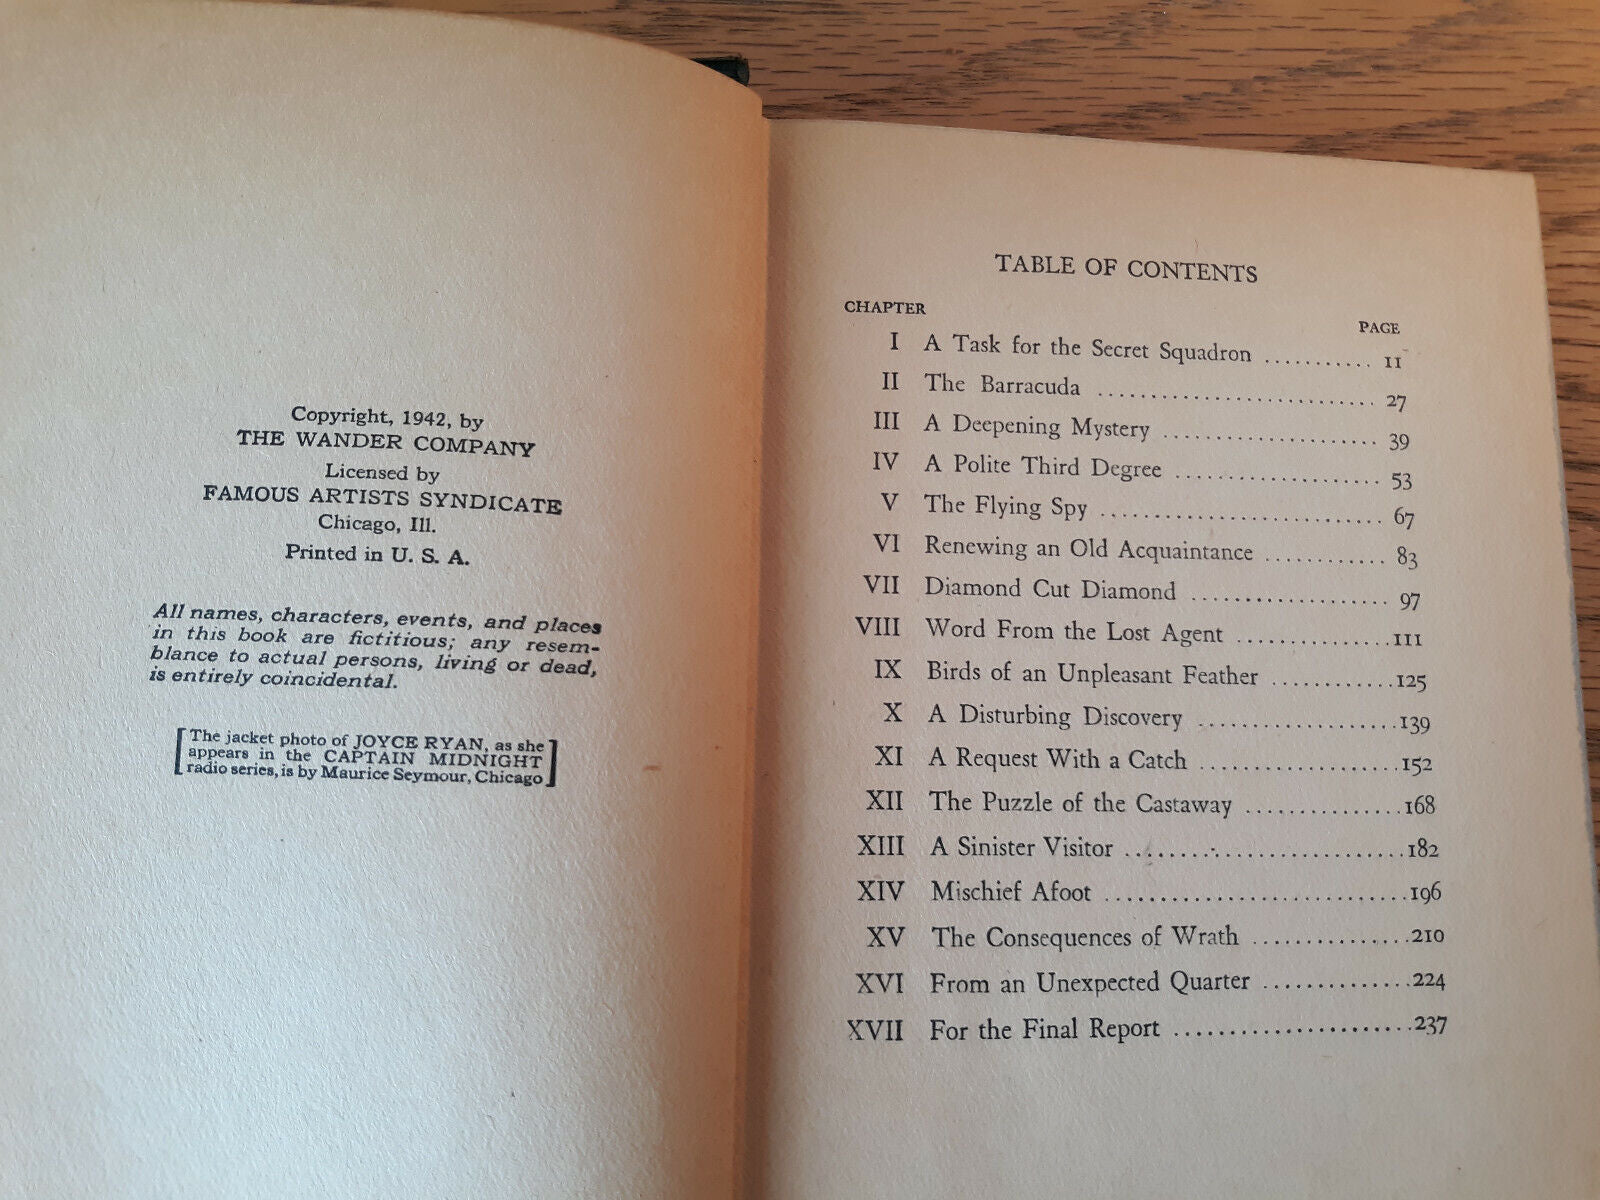 Copyright, 1942, by
THE WANDER COMPANY
Licensed by
FAMOUS ARTISTS SYNDICATE
Chicago, Ill.
Printed in U. S. A.
All names, characters, events, and places
in this book are fictitious; any resem-
blance to actual persons, living or dead,
is entirely coincidental.
[The jacket photo of JOYCE RYAN, as she
appears in the CAPTAIN MIDNIGHT
radio series, is by Maurice Seymour, Chicago]
TABLE OF CONTENTS
CHAPTER PAGE
I A Task for the Secret Squadron ........... 11
II The Barracuda .......................... 27
III A Deepening Mystery .................... 39
IV A Polite Third Degree ................... 53
V The Flying Spy .......................... 67
VI Renewing an Old Acquaintance ............ 83
VII Diamond Cut Diamond ................... 97
VIII Word From the Lost Agent ............... 111
IX Birds of an Unpleasant Feather ............ 125
X A Disturbing Discovery ................... 139
XI A Request With a Catch ................... 152
XII The Puzzle of the Castaway ............... 168
XIII A Sinister Visitor .......................... 182
XIV Mischief Afoot ............................ 196
XV The Consequences of Wrath ............... 210
XVI From an Unexpected Quarter .............. 224
XVII For the Final Report ...................... 237